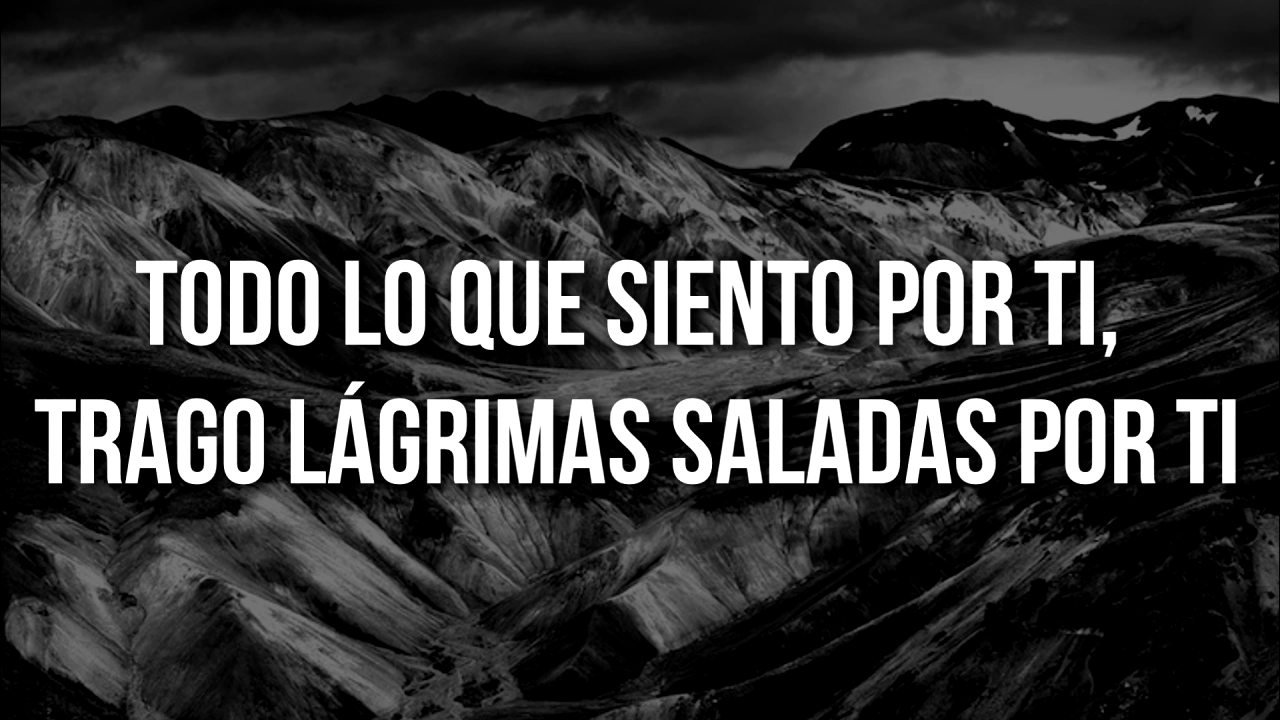 TODO LO QUE SIENTO POR TI,
TRAGO LÁGRIMAS SALADAS POR TI